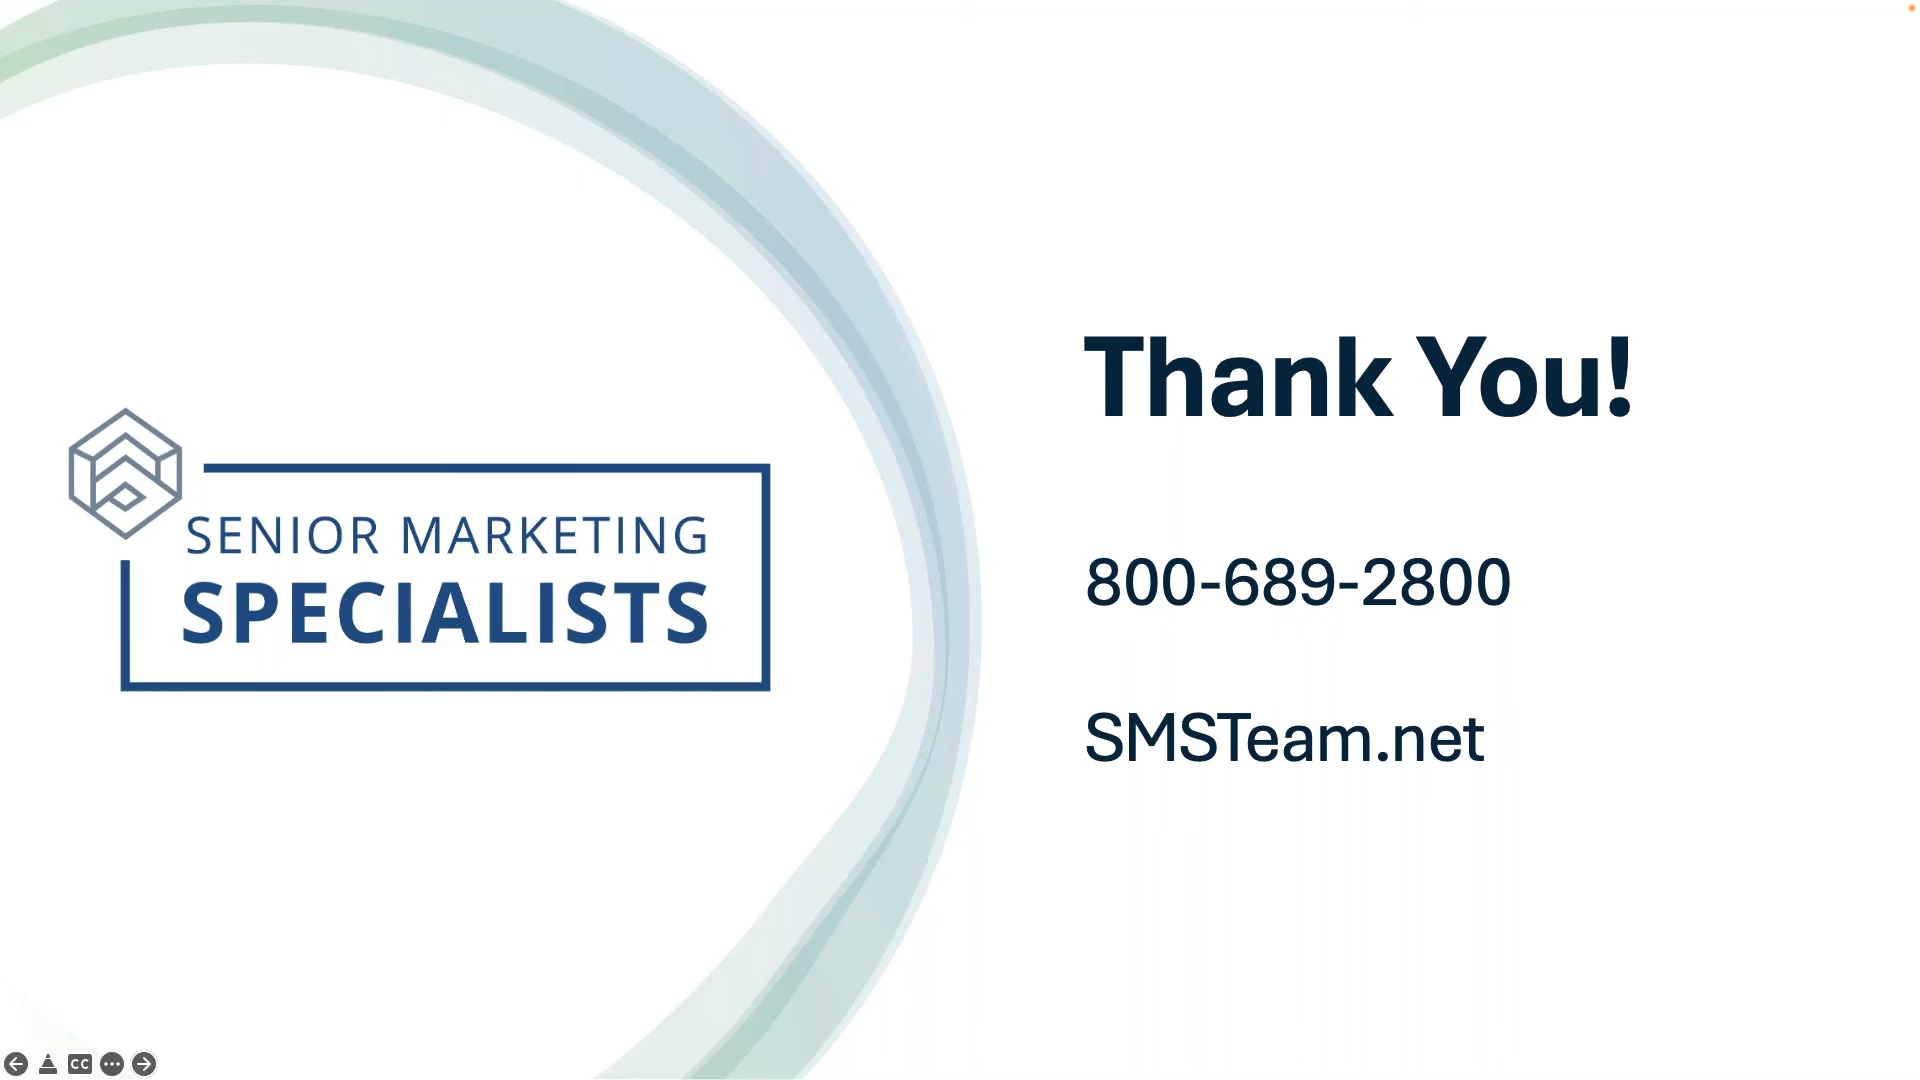 SENIOR MARKETING
SPECIALISTS
Thank You!
800-689-2800
SMSTeam.net
CC